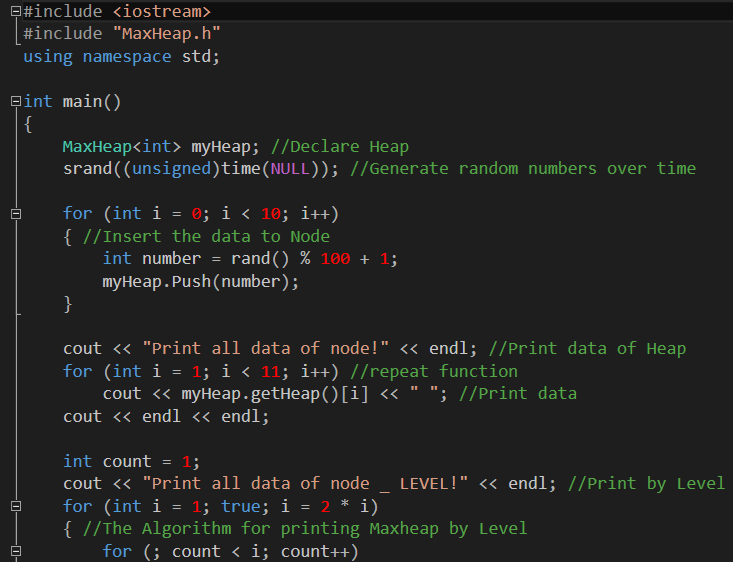 #include <iostream>
#include "MaxHeap.h"
using namespace std;
int main()
{
MaxHeap<int> myHeap; //Declare Heap
srand((unsigned)time(NULL)); //Generate random numbers over time
for (int i = 0; i < 10; i++)
{ //Insert the data to Node
int number = rand() % 100 + 1;
myHeap.Push(number);
}
cout << "Print all data of node!" << endl; //Print data of Heap
for (int i = 1; i < 11; i++) //repeat function
cout << myHeap.getHeap()[i] << " "; //Print data
cout << endl << endl;
int count = 1;
cout << "Print all data of node _ LEVEL!" << endl; //Print by Level
for (int i = 1; true; i = 2 * i)
{ //The Algorithm for printing Maxheap by Level
for (; count < i; count++)